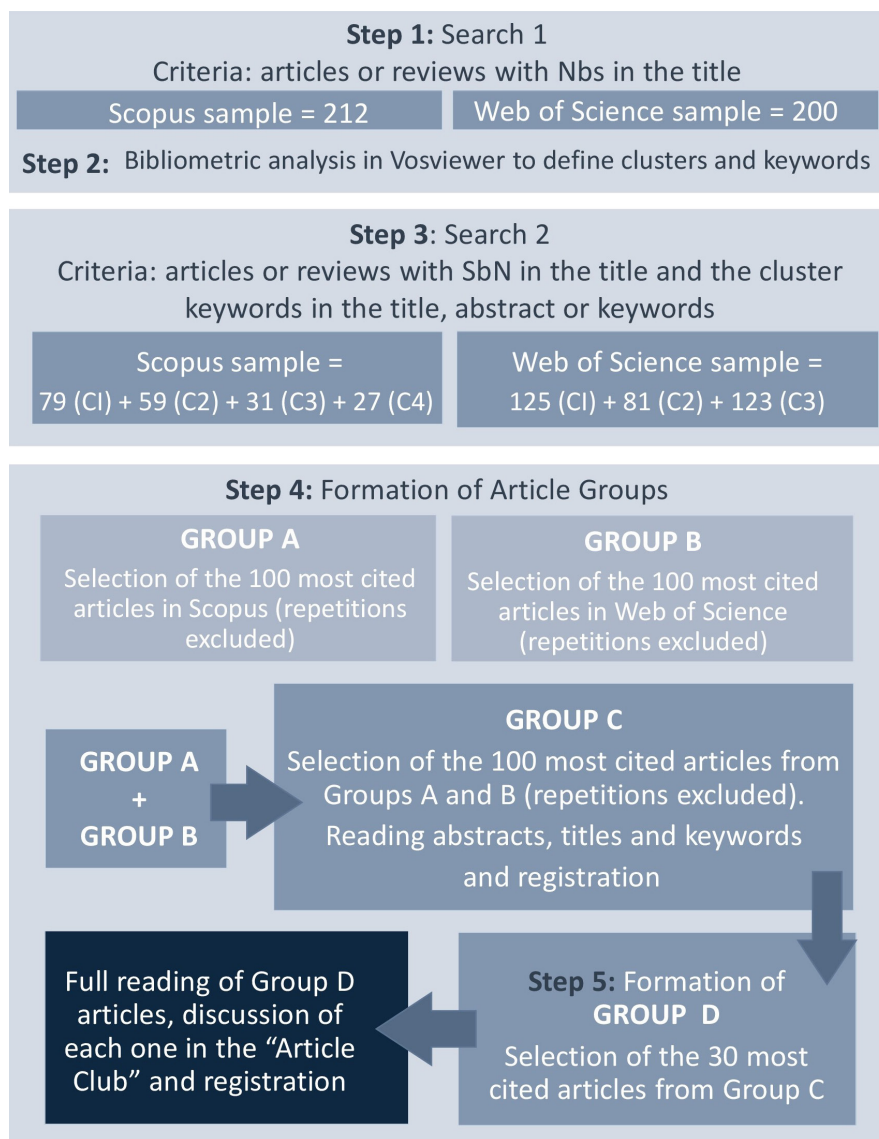 Step 1: Search 1
Criteria: articles or reviews with Nbs in the title
Scopus sample = 212
Web of Science sample = 200
Step 2: Bibliometric analysis in Vosviewer to define clusters and keywords
Step 3: Search 2
Criteria: articles or reviews with SbN in the title and the cluster
keywords in the title, abstract or keywords
Scopus sample =
79 (CI) + 59 (C2) + 31 (C3) + 27 (C4)
Web of Science sample =
125 (CI) + 81 (C2) + 123 (C3)
Step 4: Formation of Article Groups
GROUP A
Selection of the 100 most cited
articles in Scopus (repetitions
excluded)
GROUP B
Selection of the 100 most cited
articles in Web of Science
(repetitions excluded)
GROUP A
+
GROUP B
GROUP C
Selection of the 100 most cited articles from
Groups A and B (repetitions excluded).
Reading abstracts, titles and keywords
and registration
Step 5: Formation of
GROUP D
Selection of the 30 most
cited articles from Group C
Full reading of Group D
articles, discussion of
each one in the “Article
Club” and registration